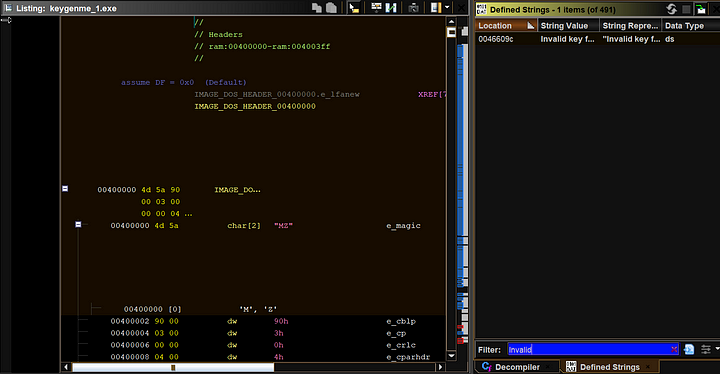 Listing: keygenme_1.exe
//
// Headers
// ram:00400000-ram:004003ff
//
assume DF = 0x0 (Default)
IMAGE_DOS_HEADER_00400000.e_lfanew XREF[7
IMAGE_DOS_HEADER_00400000
00400000 4d 5a 90 IMAGE_DO...
00 03 00
00 00 04 ...
00400000 4d 5a char[2] "MZ" e_magic
00400000 [0] 'M', 'Z'
00400002 90 00 dw 90h e_cblp
00400004 03 00 dw 3h e_cp
00400006 00 00 dw 0h e_crlc
00400008 04 00 dw 4h e_cparhdr
Defined Strings - 1 items (of 491)
Location String Value String Repre... Data Type
0046609c Invalid key f... "Invalid key f... ds
Filter: Invalid
Decompiler Defined Strings